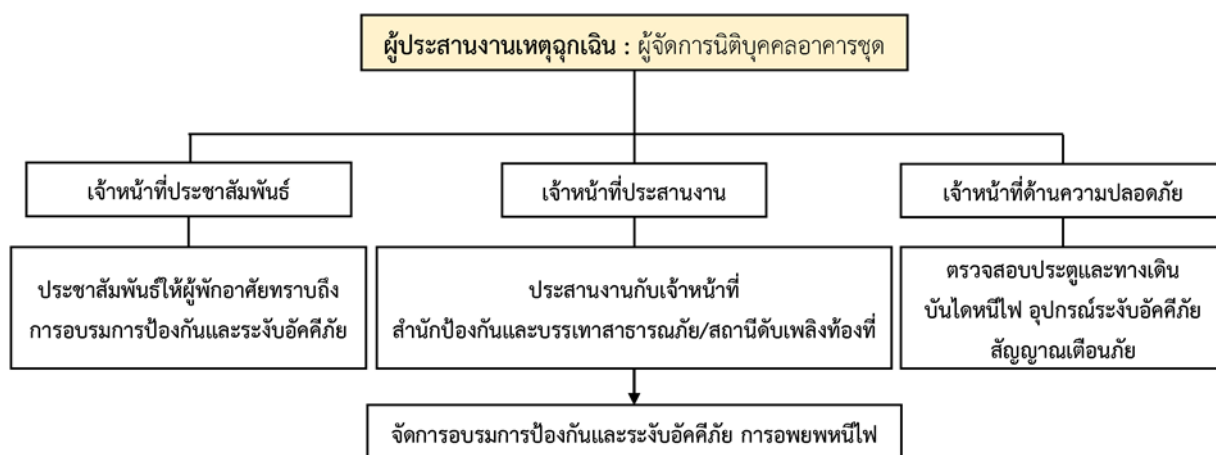 ผู้ประสานงานเหตุฉุกเฉิน : ผู้จัดการนิติบุคคลอาคารชุด
เจ้าหน้าที่ประชาสัมพันธ์
เจ้าหน้าที่ประสานงาน
เจ้าหน้าที่ด้านความปลอดภัย
ประชาสัมพันธ์ให้ผู้พักอาศัยทราบถึง
การอบรมการป้องกันและระงับอัคคีภัย
ประสานงานกับเจ้าหน้าที่
สำนักป้องกันและบรรเทาสาธารณภัย/สถานีดับเพลิงท้องที่
ตรวจสอบประตูและทางเดิน
บันไดหนีไฟ อุปกรณ์ระงับอัคคีภัย
สัญญาณเตือนภัย
จัดการอบรมการป้องกันและระงับอัคคีภัย การอพยพหนีไฟ